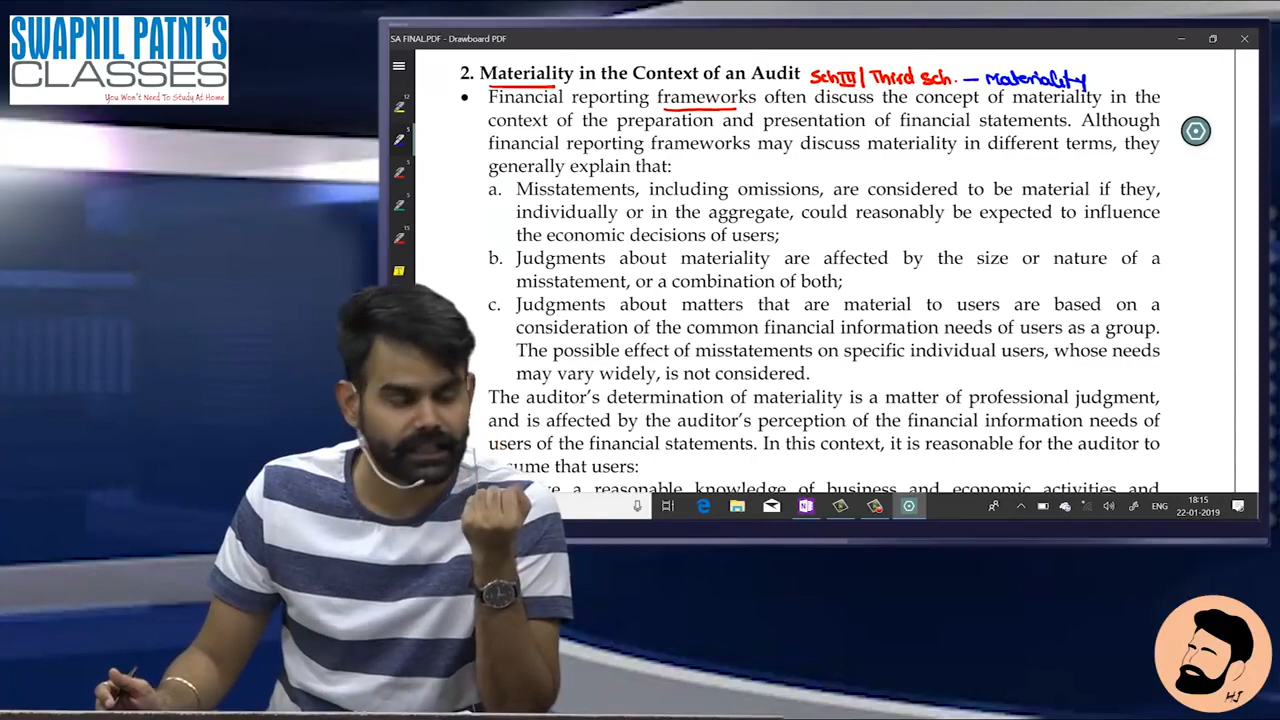 SWAPNIL PATNI'S
CLASSES
You Won't Need To Study At Home
SA FINAL.PDF - Drawboard PDF
2. Materiality in the Context of an Audit Sch III | Third Sch. - Materiality
• Financial reporting frameworks often discuss the concept of materiality in the
context of the preparation and presentation of financial statements. Although
financial reporting frameworks may discuss materiality in different terms, they
generally explain that:
a. Misstatements, including omissions, are considered to be material if they,
individually or in the aggregate, could reasonably be expected to influence
the economic decisions of users;
b. Judgments about materiality are affected by the size or nature of a
misstatement, or a combination of both;
c. Judgments about matters that are material to users are based on a
consideration of the common financial information needs of users as a group.
The possible effect of misstatements on specific individual users, whose needs
may vary widely, is not considered.
The auditor's determination of materiality is a matter of professional judgment,
and is affected by the auditor's perception of the financial information needs of
users of the financial statements. In this context, it is reasonable for the auditor to
sume that users:
a reasonable knowledge of business and economic activities and
ENG
18:15
22-01-2019
HJ